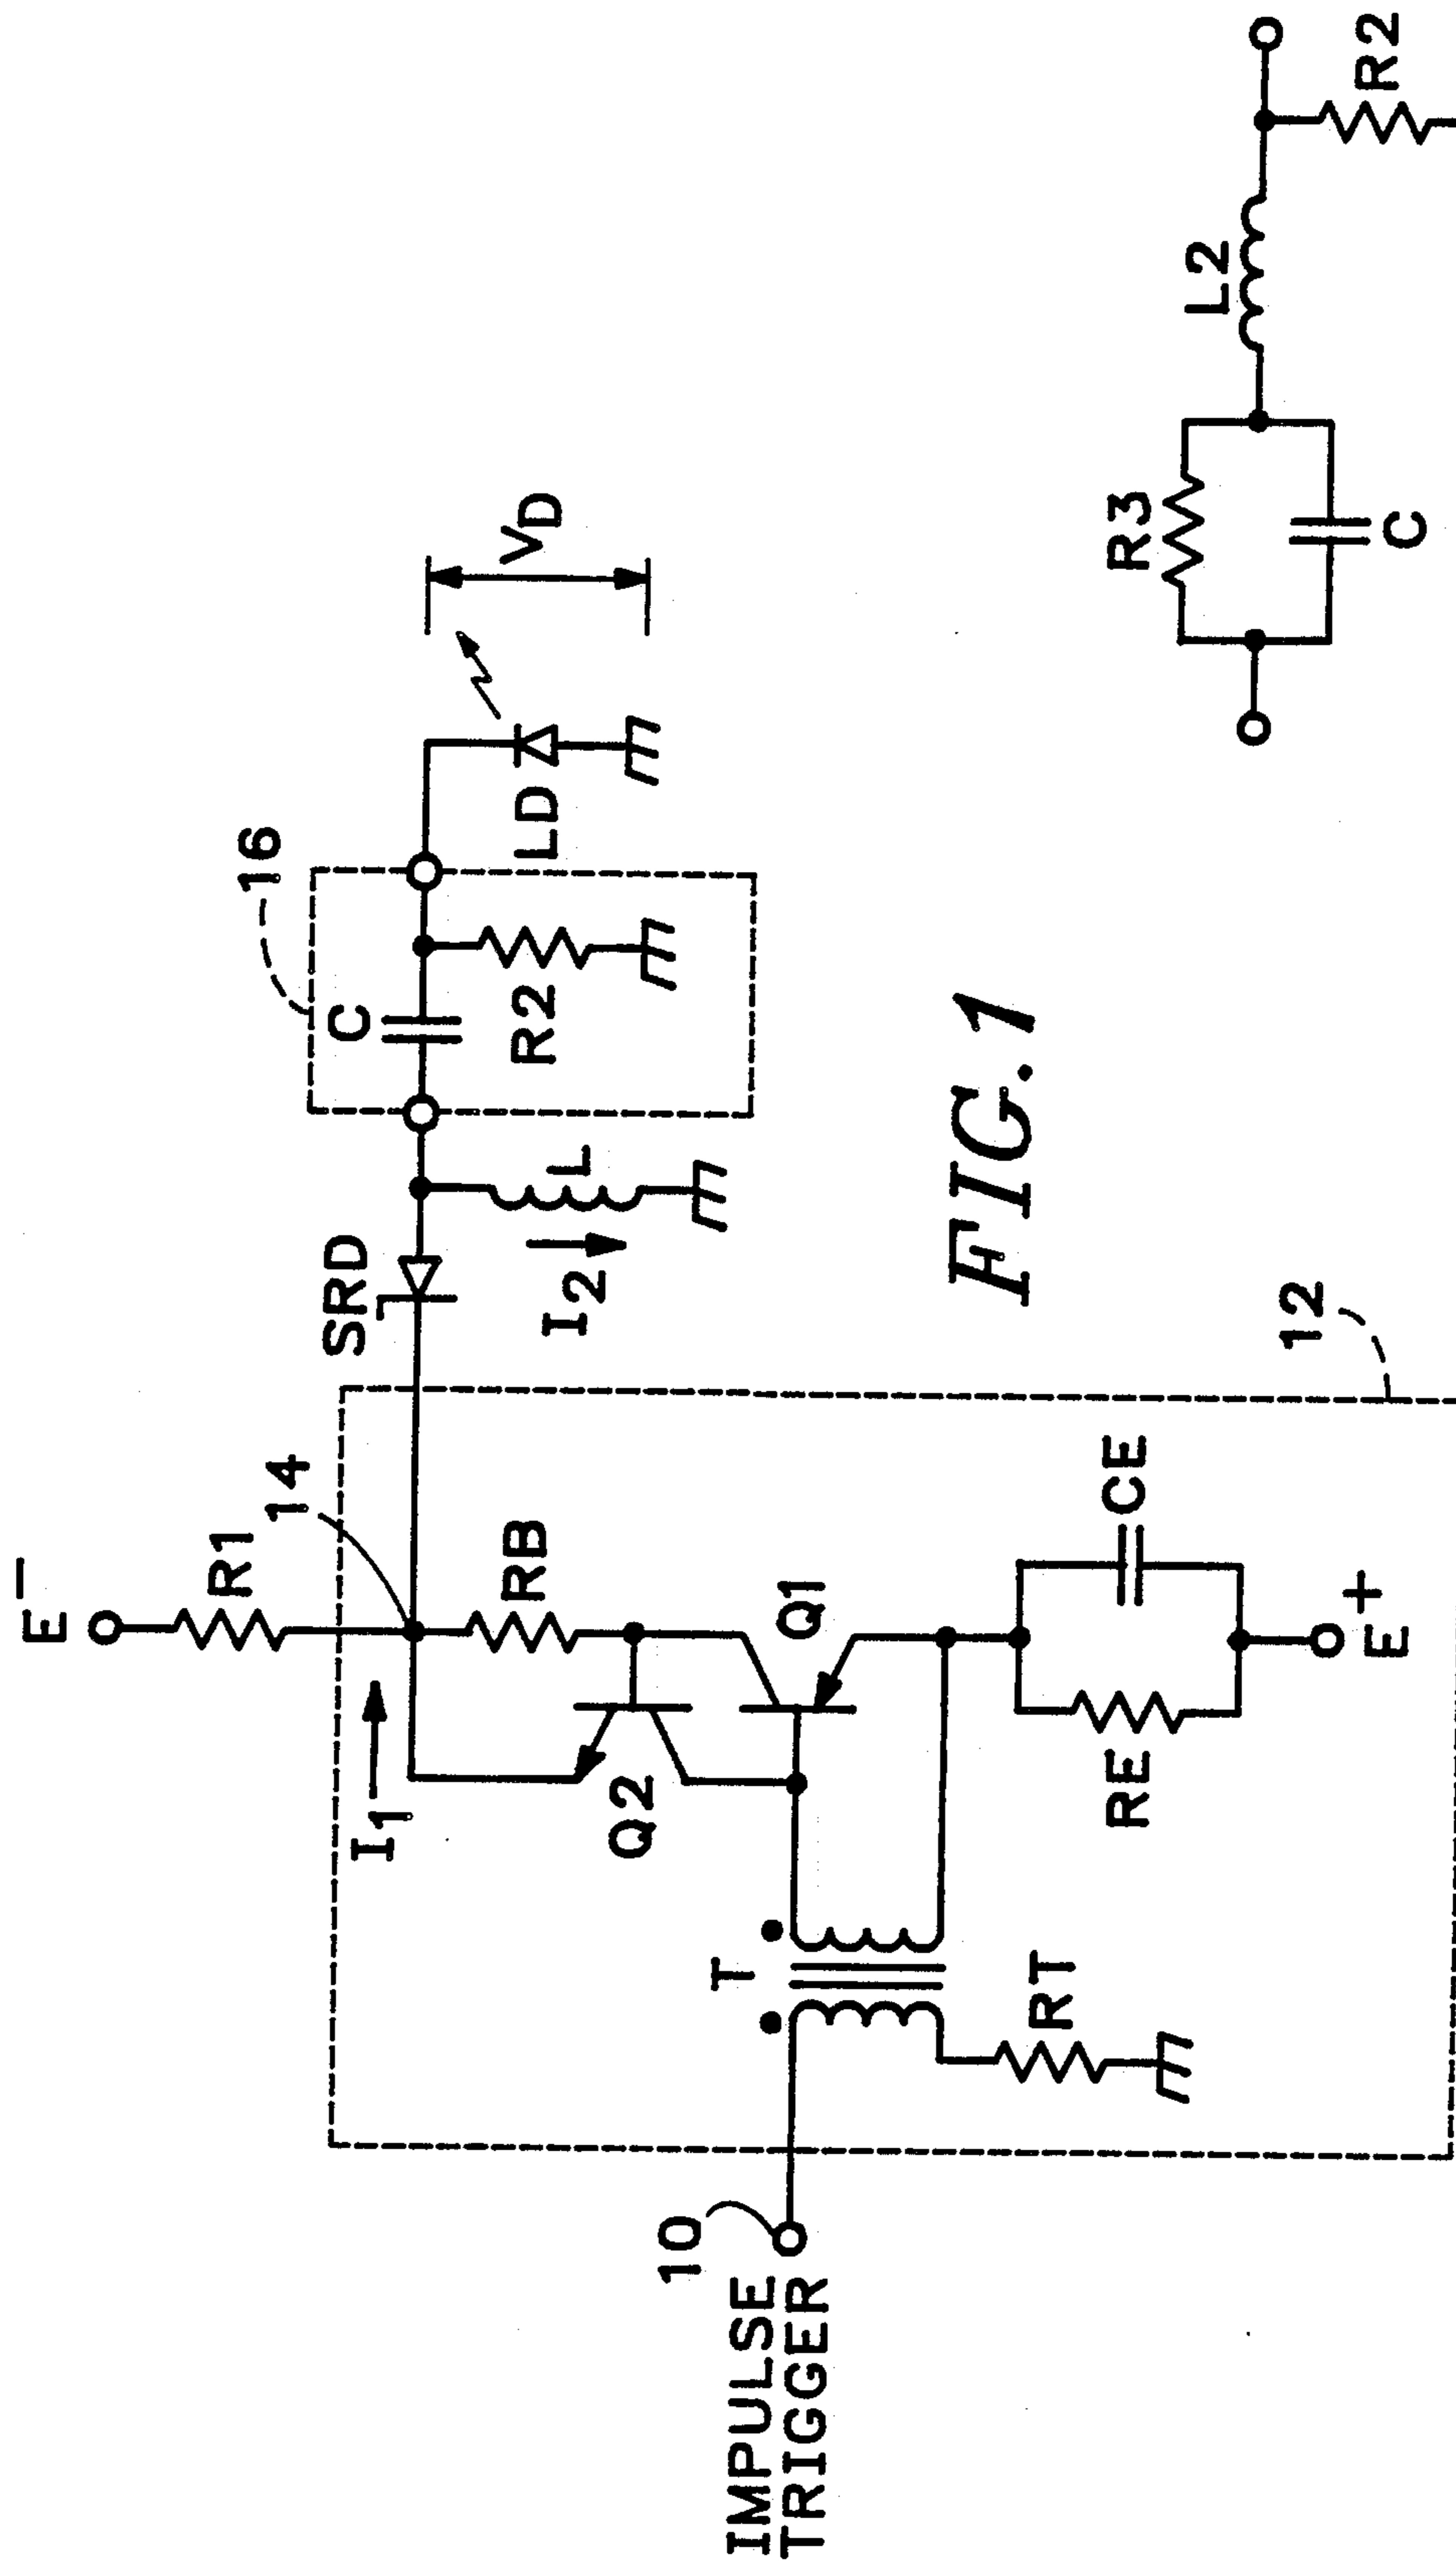 E-
R1
14
I1
RB
Q2
Q1
T
10
IMPULSE
TRIGGER
RT
RE
CE
E+
12
SRD
I2
L
16
C
R2
LD
VD
FIG. 1
R3
C
L2
R2